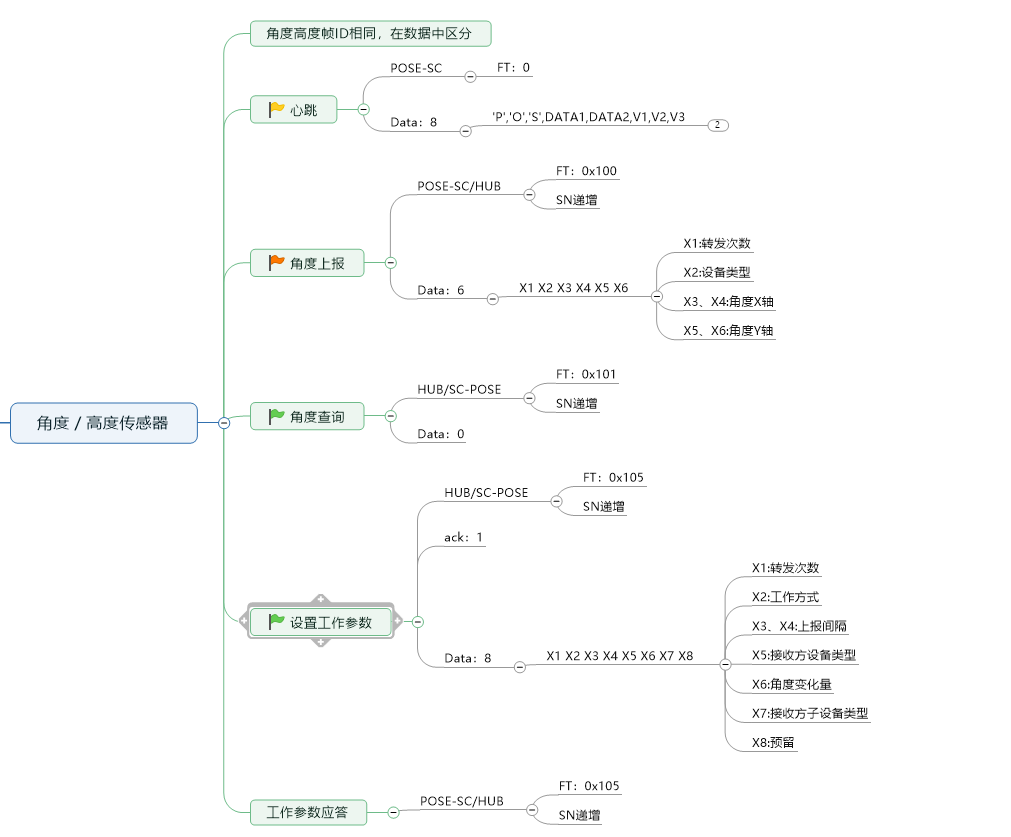 角度高度帧ID相同，在数据中区分
心跳
POSE-SC
FT：0
Data：8
'P','O','S',DATA1,DATA2,V1,V2,V3
2
角度上报
POSE-SC/HUB
FT：0x100
SN递增
Data：6
X1 X2 X3 X4 X5 X6
X1:转发次数
X2:设备类型
X3、X4:角度X轴
X5、X6:角度Y轴
角度 / 高度传感器
角度查询
HUB/SC-POSE
FT：0x101
SN递增
Data：0
设置工作参数
HUB/SC-POSE
FT：0x105
SN递增
ack：1
Data：8
X1 X2 X3 X4 X5 X6 X7 X8
X1:转发次数
X2:工作方式
X3、X4:上报间隔
X5:接收方设备类型
X6:角度变化量
X7:接收方子设备类型
X8:预留
工作参数应答
POSE-SC/HUB
FT：0x105
SN递增